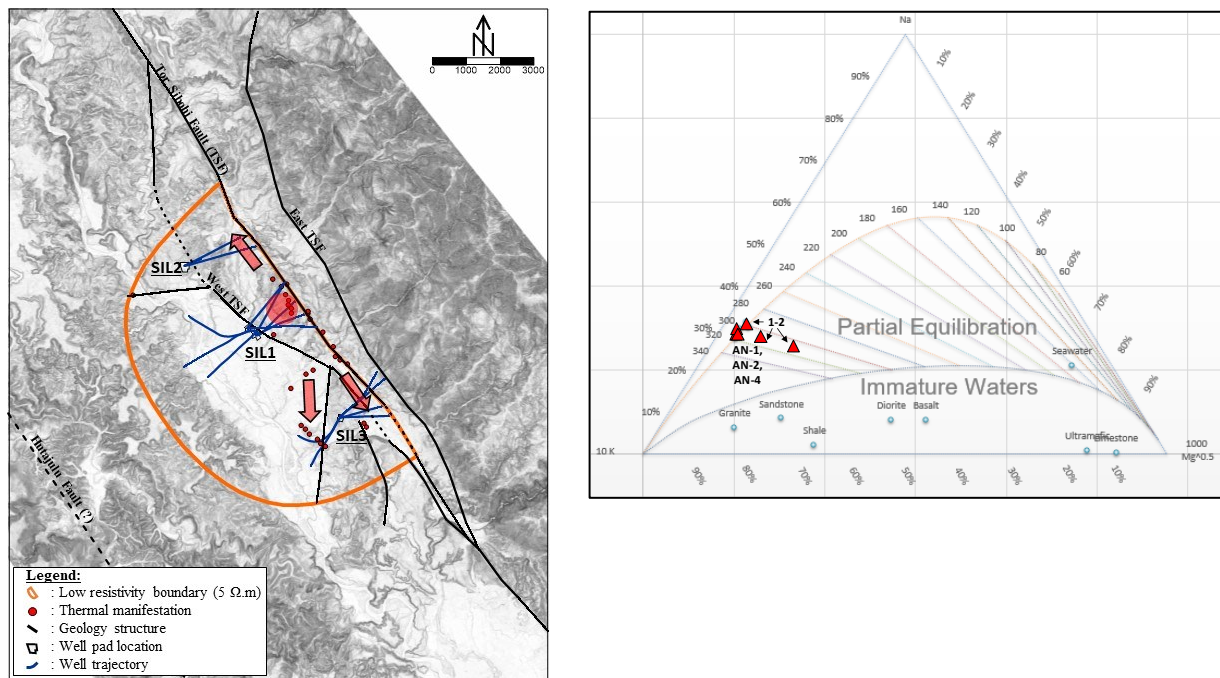 N
0 1000 2000 3000
Tor Sibohi Fault (TSF)
East TSF
SIL2
West TSF
SIL1
SIL3
Hutajulu Fault (?)
Legend:
: Low resistivity boundary (5 Ω.m)
: Thermal manifestation
: Geology structure
: Well pad location
: Well trajectory
Na
10%
90%
20%
80%
30%
70%
40%
60%
50%
50%
60%
40%
70%
30%
80%
20%
90%
10%
340
320
300
280
260
240
220
200
180
160
140
120
100
80
60
1-2
AN-1,
AN-2,
AN-4
Partial Equilibration
Seawater
Immature Waters
Granite
Sandstone
Shale
Diorite
Basalt
Ultramafic
Limestone
10 K
1000
Mg^0.5
90%
80%
70%
60%
50%
40%
30%
20%
10%